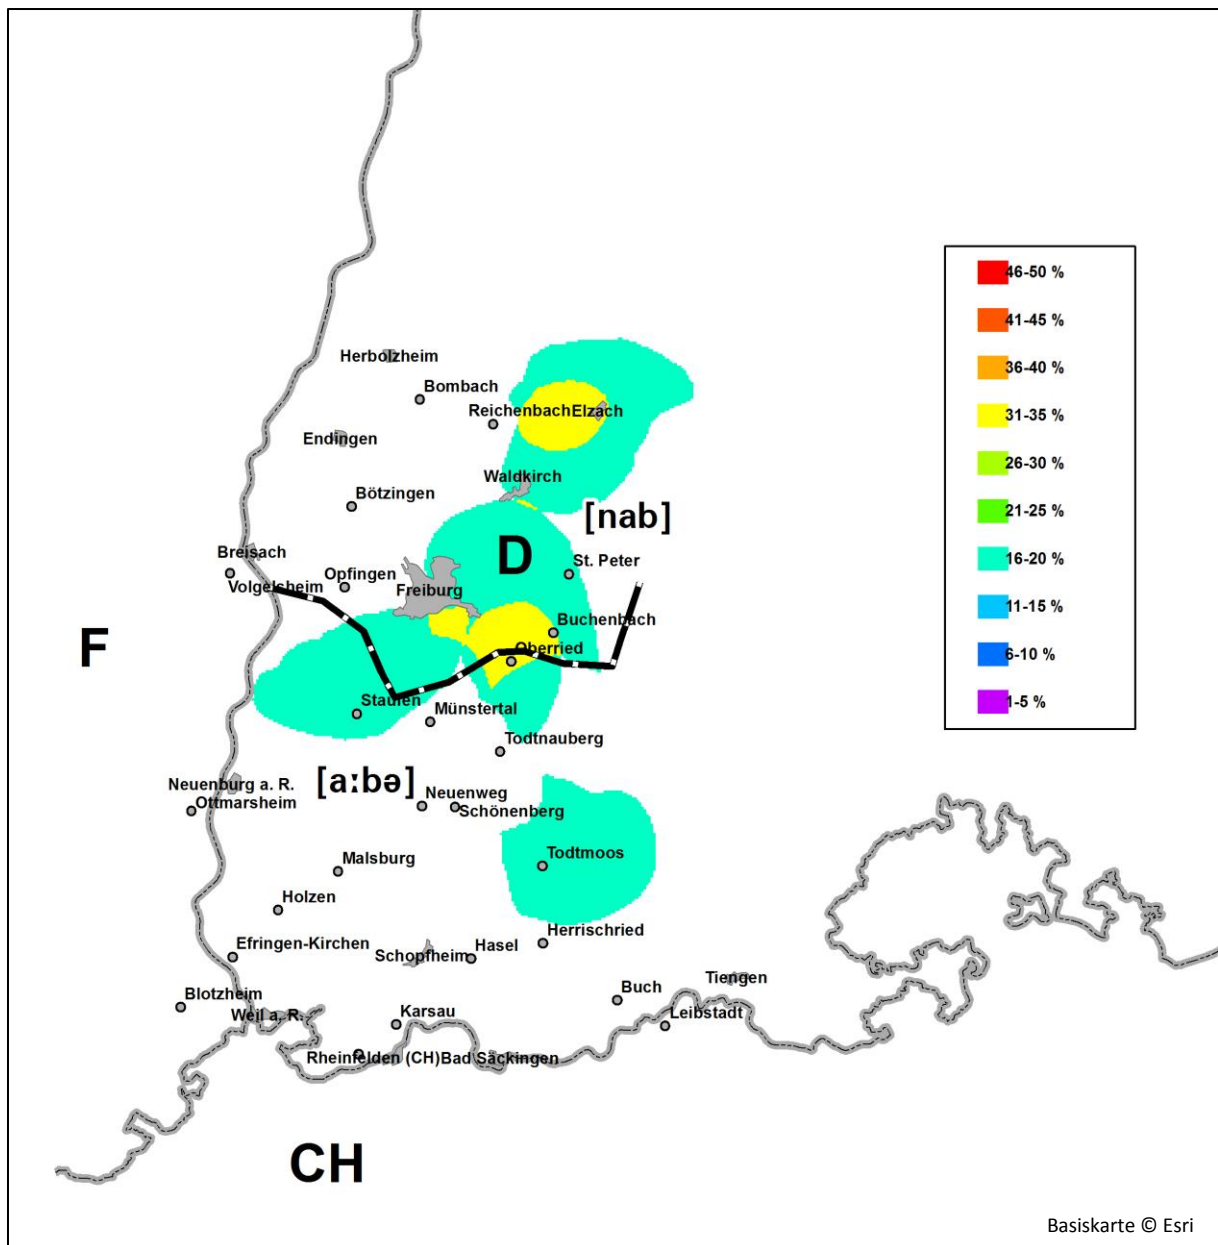 46-50 %
41-45 %
36-40 %
31-35 %
26-30 %
21-25 %
16-20 %
11-15 %
6-10 %
1-5 %
Herbolzheim
Bombach
Reichenbach
Elzach
Endingen
Waldkirch
Bötzingen
[nab]
D
Breisach
Volgelsheim
Opfingen
Freiburg
St. Peter
Buchenbach
F
Oberried
Staufen
Münstertal
Todtnauberg
Neuenburg a. R.
Ottmarsheim
[a:bə]
Neuenweg
Schönenberg
Malsburg
Todtmoos
Holzen
Efringen-Kirchen
Schopfheim
Hasel
Herrischried
Blotzheim
Weil a. R.
Karsau
Buch
Tiengen
Leibstadt
Rheinfelden (CH)
Bad Säckingen
CH
Basiskarte © Esri